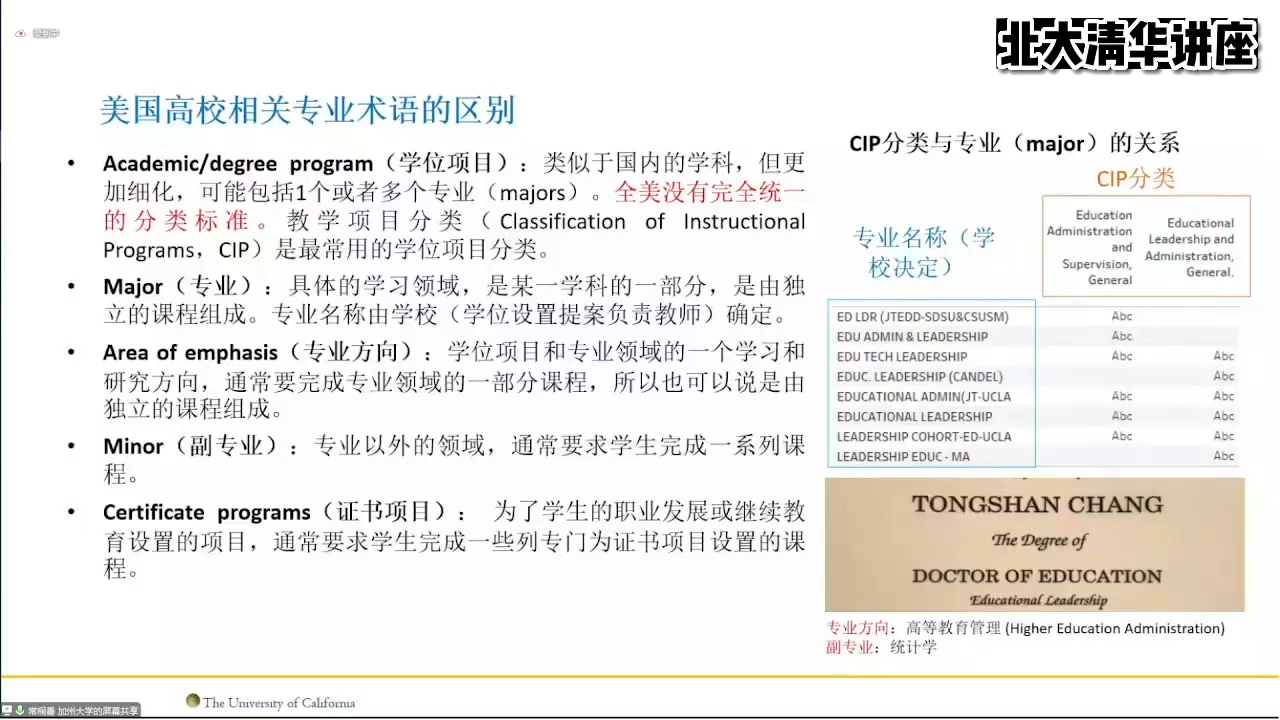 录制中
北大清华讲座
美国高校相关专业术语的区别
• Academic/degree program（学位项目）：类似于国内的学科，但更
加细化，可能包括1个或者多个专业（majors）。全美没有完全统一
的分类标准。教学项目分类（Classification of Instructional
Programs，CIP）是最常用的学位项目分类。
• Major（专业）：具体的学习领域，是某一学科的一部分，是由独
立的课程组成。专业名称由学校（学位设置提案负责教师）确定。
• Area of emphasis（专业方向）：学位项目和专业领域的一个学习和
研究方向，通常要完成专业领域的一部分课程，所以也可以说是由
独立的课程组成。
• Minor（副专业）：专业以外的领域，通常要求学生完成一系列课
程。
• Certificate programs（证书项目）： 为了学生的职业发展或继续教
育设置的项目，通常要求学生完成一些列专门为证书项目设置的课
程。
CIP分类与专业（major）的关系
CIP分类
专业名称（学
校决定）
Education
Administration
and
Supervision,
General
Educational
Leadership and
Administration,
General.
ED LDR (JTEDD-SDSU&CSUSM) Abc
EDU ADMIN & LEADERSHIP Abc
EDU TECH LEADERSHIP Abc Abc
EDUC. LEADERSHIP (CANDEL) Abc
EDUCATIONAL ADMIN(JT-UCLA Abc Abc
EDUCATIONAL LEADERSHIP Abc Abc
LEADERSHIP COHORT-ED-UCLA Abc Abc
LEADERSHIP EDUC - MA Abc
TONGSHAN CHANG
The Degree of
DOCTOR OF EDUCATION
Educational Leadership
专业方向：高等教育管理 (Higher Education Administration)
副专业：统计学
The University of California
常桐善 加州大学的屏幕共享